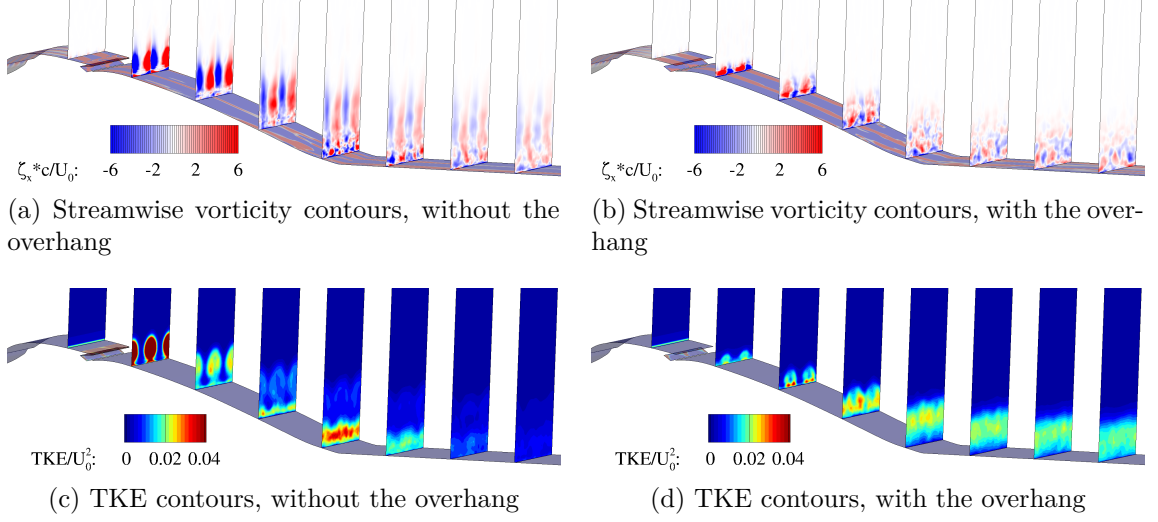 ζx*c/U0: -6 -2 2 6
(a) Streamwise vorticity contours, without the
overhang
ζx*c/U0: -6 -2 2 6
(b) Streamwise vorticity contours, with the over-
hang
TKE/U₀²: 0 0.02 0.04
(c) TKE contours, without the overhang
TKE/U₀²: 0 0.02 0.04
(d) TKE contours, with the overhang